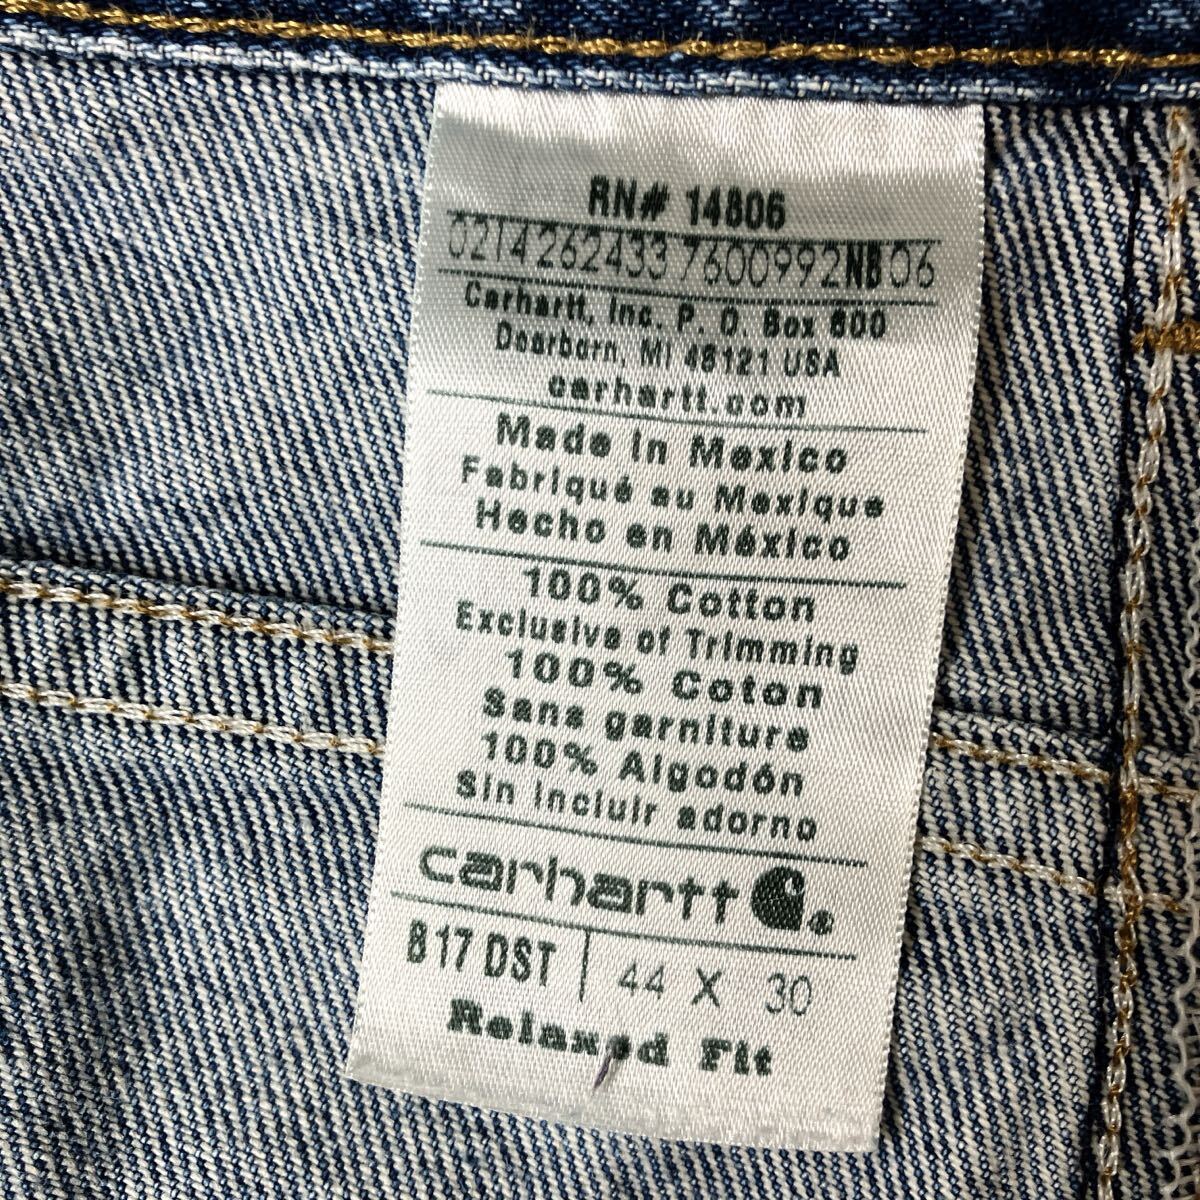 RN# 14806
0214262433 7600992NB06
Carhartt, Inc. P. O. Box 600
Dearborn, MI 48121 USA
carhartt.com
Made in Mexico
Fabriqué au Mexique
Hecho en México
100% Cotton
Exclusive of Trimming
100% Coton
Sans garniture
100% Algodón
Sin incluir adorno
carhartt®
B17 DST | 44 X 30
Relaxed Fit